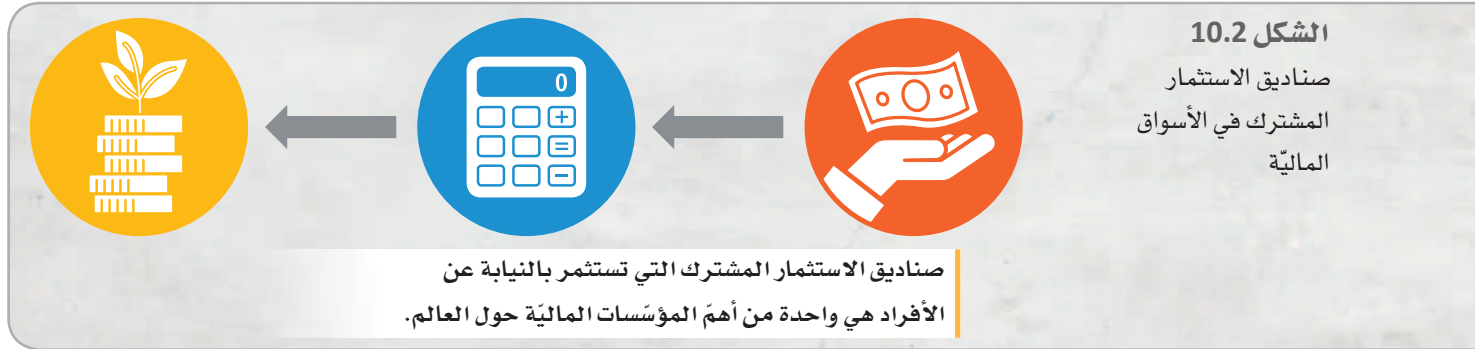 الشكل 10.2
صناديق الاستثمار
المشترك في الأسواق
الماليّة
0
+
=
−
صناديق الاستثمار المشترك التي تستثمر بالنيابة عن
الأفراد هي واحدة من أهمّ المؤسّسات الماليّة حول العالم.